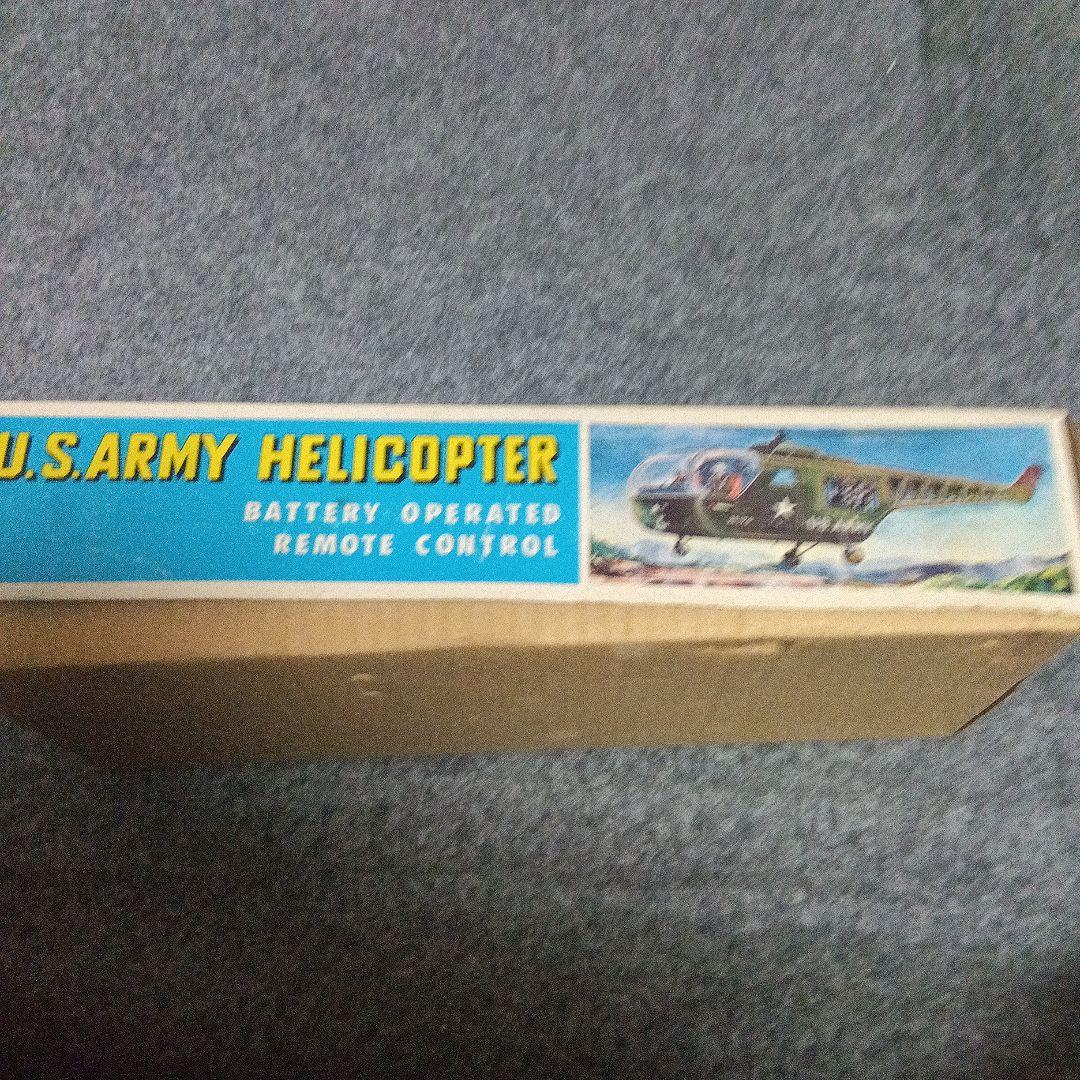 U.S.ARMY HELICOPTER
BATTERY OPERATED
REMOTE CONTROL